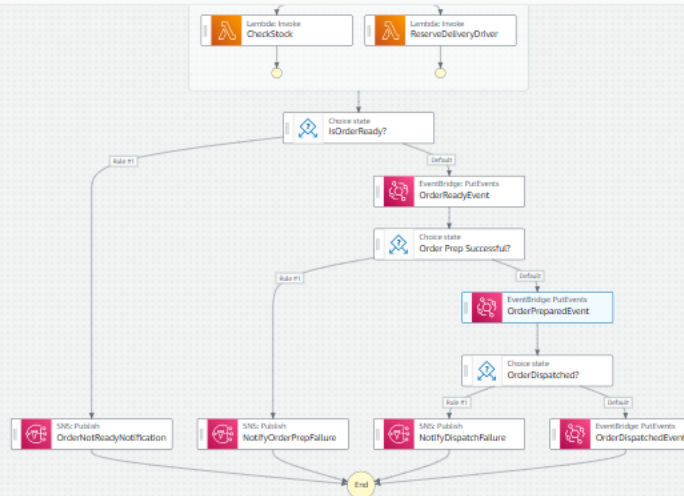 Lambda: Invoke
CheckStock
Lambda: Invoke
ReserveDeliveryDriver
Choice state
IsOrderReady?
Rule #1
Default
EventBridge: PutEvents
OrderReadyEvent
Choice state
Order Prep Successful?
Rule #1
Default
EventBridge: PutEvents
OrderPreparedEvent
Choice state
OrderDispatched?
Rule #1
Default
SNS: Publish
OrderNotReadyNotification
SNS: Publish
NotifyOrderPrepFailure
SNS: Publish
NotifyDispatchFailure
EventBridge: PutEvents
OrderDispatchedEvent
End